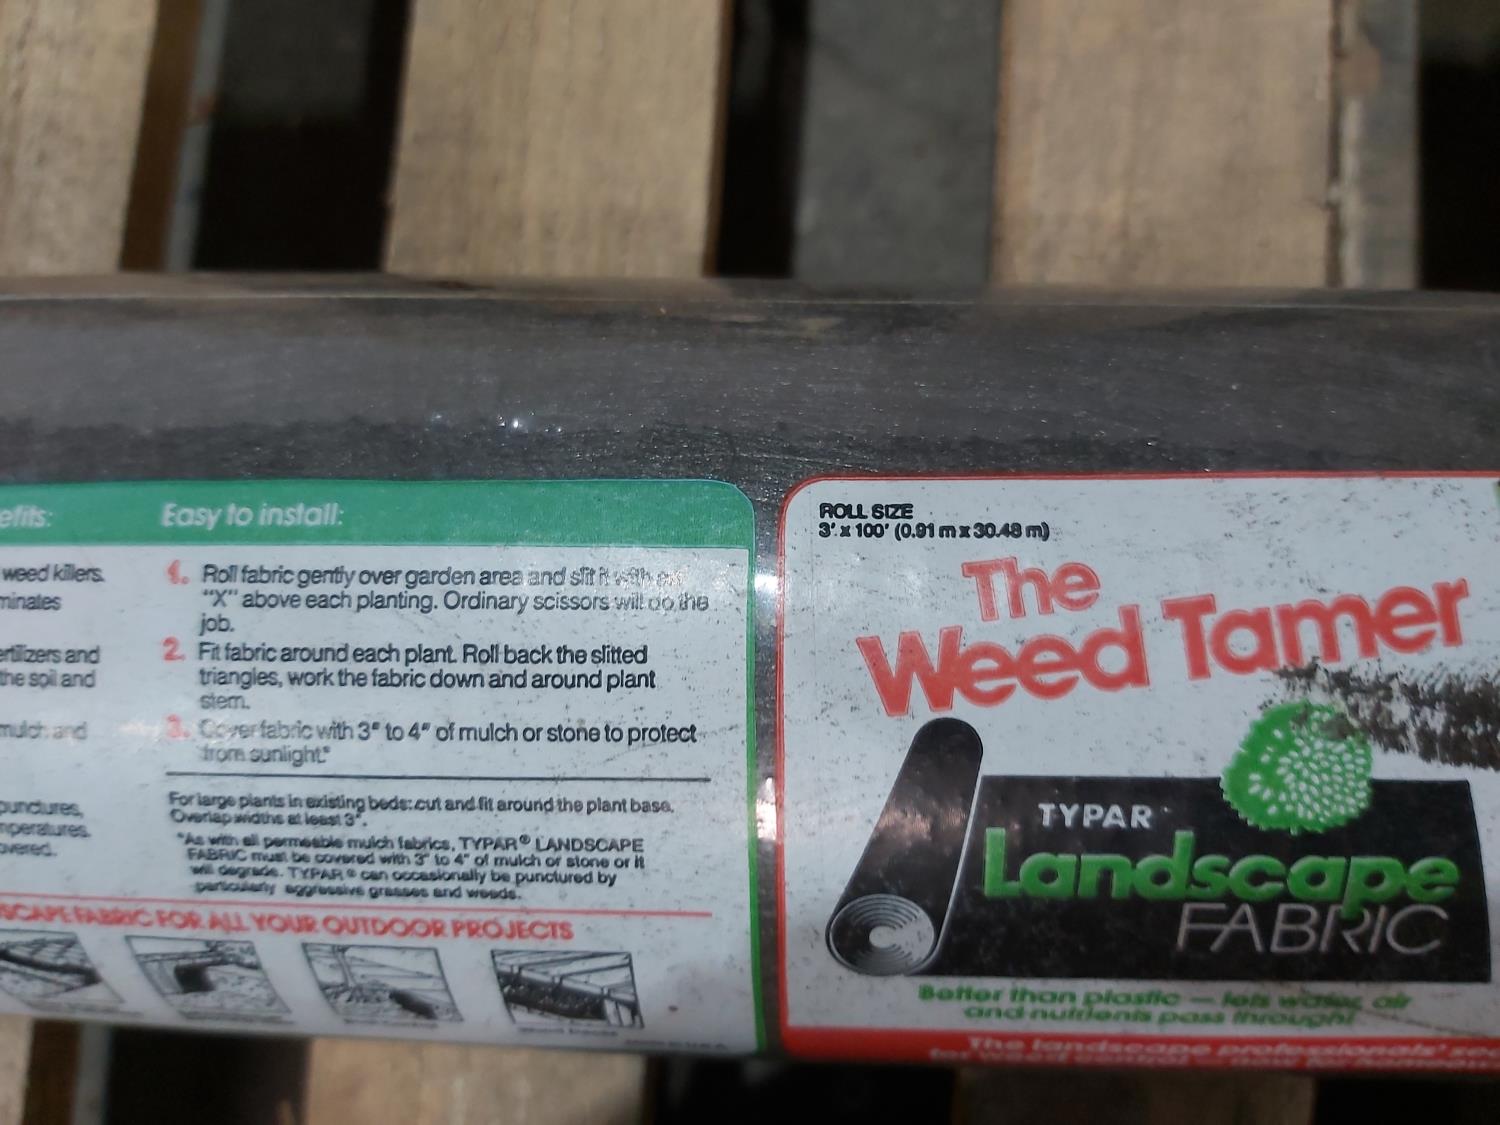 efits:
weed killers.
minates
ertilizers and
the soil and
mulch and
punctures,
mperatures.
overed.
Easy to install:
1. Roll fabric gently over garden area and slit it with an
"X" above each planting. Ordinary scissors will do the
job.
2. Fit fabric around each plant. Roll back the slitted
triangles, work the fabric down and around plant
stem.
3. Cover fabric with 3" to 4" of mulch or stone to protect
from sunlight*
For large plants in existing beds: cut and fit around the plant base.
Overlap widths at least 3".
*As with all permeable mulch fabrics, TYPAR® LANDSCAPE
FABRIC must be covered with 3" to 4" of mulch or stone or it
will degrade. TYPAR® can occasionally be punctured by
particularly aggressive grasses and weeds.
SCAPE FABRIC FOR ALL YOUR OUTDOOR PROJECTS
ROLL SIZE
3' x 100' (0.91 m x 30.48 m)
The
Weed Tamer
TYPAR
Landscape
FABRIC
Better than plastic — lets water, air
and nutrients pass through!
The landscape professionals'
for weed control